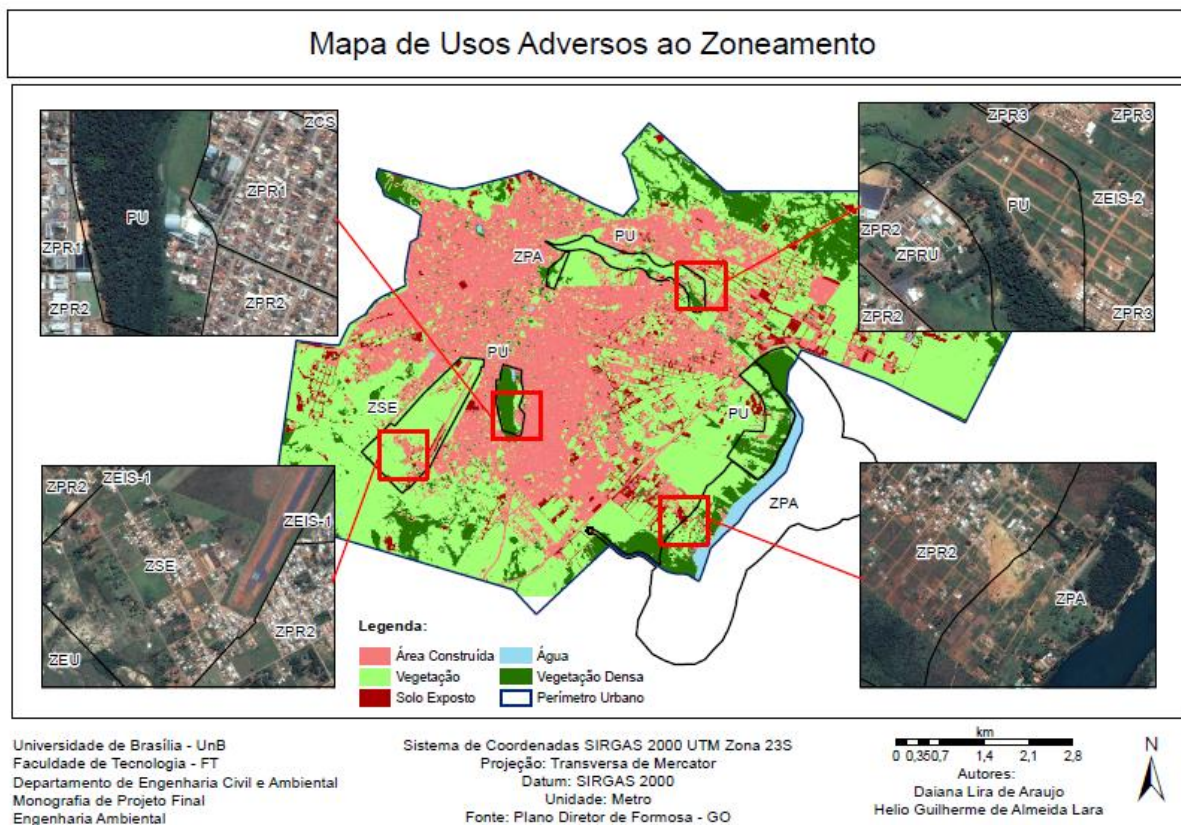 Mapa de Usos Adversos ao Zoneamento
ZCS
ZPR1
PU
ZPR1
ZPR2
ZPR2
ZPR3
ZPR3
PU
ZEIS-2
ZPR2
ZPRU
ZPR2
ZPR3
PU
ZPA
PU
ZSE
PU
ZPA
ZPR2
ZEIS-1
ZEIS-1
ZSE
ZPR2
ZEU
ZPR2
ZPA
Legenda:
Área Construída
Água
Vegetação
Vegetação Densa
Solo Exposto
Perímetro Urbano
Universidade de Brasília - UnB
Faculdade de Tecnologia - FT
Departamento de Engenharia Civil e Ambiental
Monografia de Projeto Final
Engenharia Ambiental
Sistema de Coordenadas SIRGAS 2000 UTM Zona 23S
Projeção: Transversa de Mercator
Datum: SIRGAS 2000
Unidade: Metro
Fonte: Plano Diretor de Formosa - GO
km
0 0,350,7 1,4 2,1 2,8
Autores:
Daiana Lira de Araujo
Helio Guilherme de Almeida Lara
N